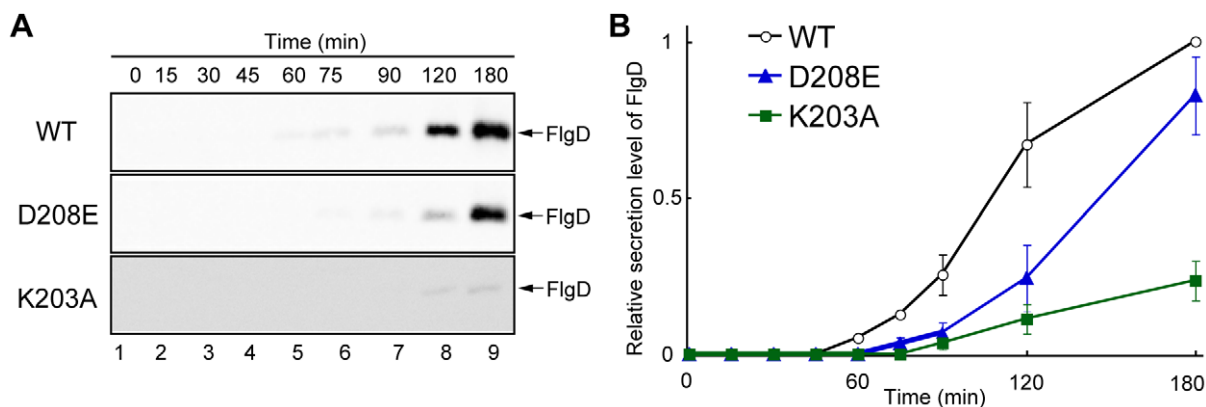 A
Time (min)
0 15 30 45 60 75 90 120 180
WT
FlgD
D208E
FlgD
K203A
FlgD
1 2 3 4 5 6 7 8 9
B
WT
D208E
K203A
Relative secretion level of FlgD
1
0.5
0
0 60 120 180
Time (min)